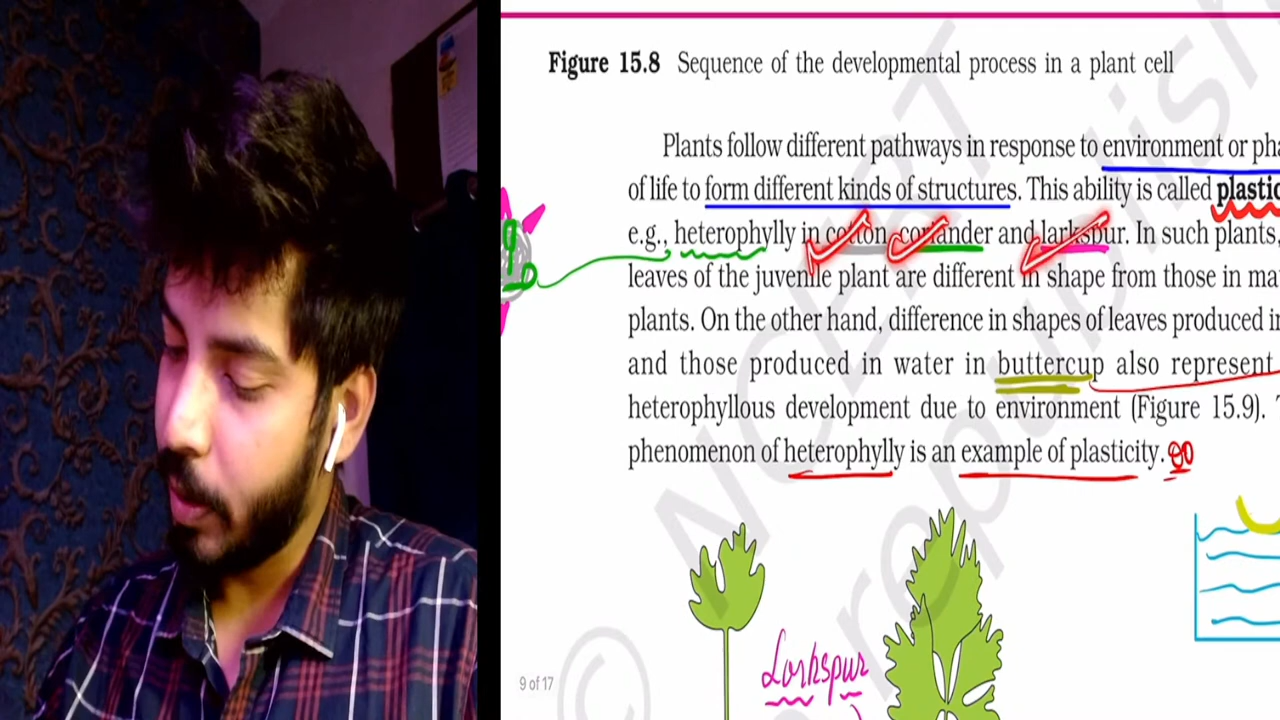 Figure 15.8 Sequence of the developmental process in a plant cell
Plants follow different pathways in response to environment or pha
of life to form different kinds of structures. This ability is called plastic
e.g., heterophylly in cotton, coriander and larkspur. In such plants,
leaves of the juvenile plant are different in shape from those in ma
plants. On the other hand, difference in shapes of leaves produced in
and those produced in water in buttercup also represent
heterophyllous development due to environment (Figure 15.9). T
phenomenon of heterophylly is an example of plasticity.
Larkspur
9 of 17
© NCERT
republish